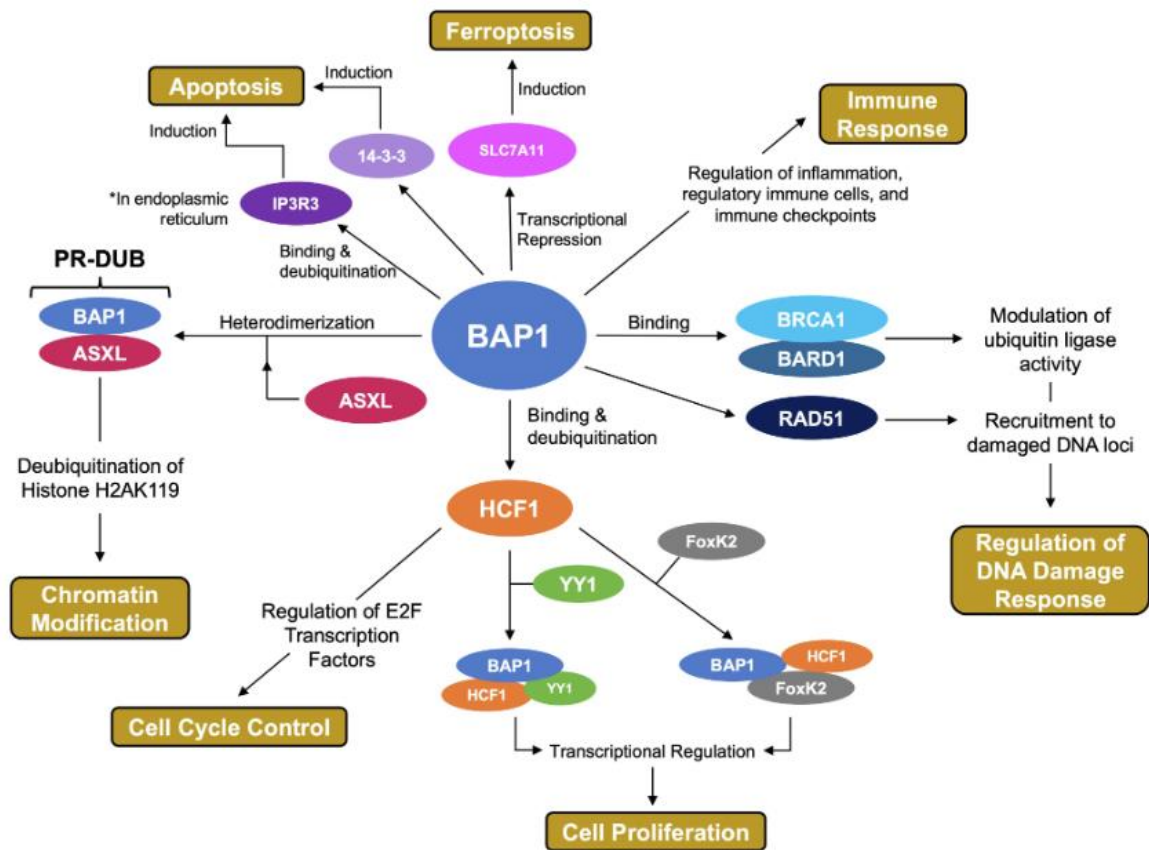 Ferroptosis
Apoptosis
Induction
Induction
Induction
Immune
Response
14-3-3
SLC7A11
*In endoplasmic
reticulum
IP3R3
Regulation of inflammation,
regulatory immune cells, and
immune checkpoints
Transcriptional
Repression
Binding &
deubiquitination
PR-DUB
BAP1
ASXL
Heterodimerization
BAP1
Binding
BRCA1
BARD1
Modulation of
ubiquitin ligase
activity
ASXL
RAD51
Recruitment to
damaged DNA loci
Binding &
deubiquitination
Deubiquitination of
Histone H2AK119
HCF1
FoxK2
Regulation of
DNA Damage
Response
Chromatin
Modification
YY1
Regulation of E2F
Transcription
Factors
BAP1
HCF1
YY1
BAP1
HCF1
FoxK2
Cell Cycle Control
Transcriptional Regulation
Cell Proliferation